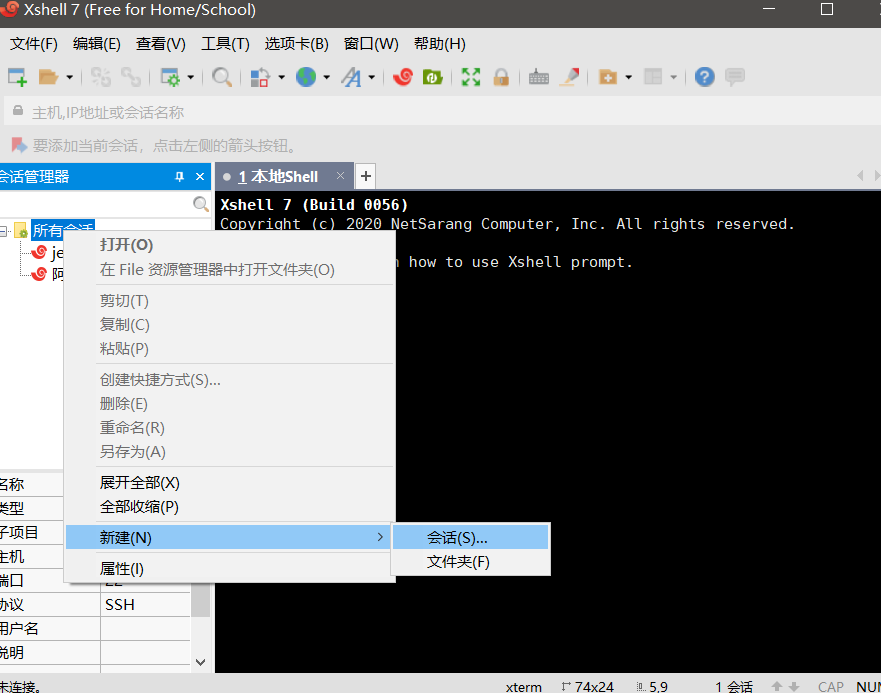 Xshell 7 (Free for Home/School)
文件(F) 编辑(E) 查看(V) 工具(T) 选项卡(B) 窗口(W) 帮助(H)
主机,IP地址或会话名称
要添加当前会话，点击左侧的箭头按钮。
会话管理器
1 本地Shell
Xshell 7 (Build 0056)
Copyright (c) 2020 NetSarang Computer, Inc. All rights reserved.
how to use Xshell prompt.
所有会话
je
阿
打开(O)
在 File 资源管理器中打开文件夹(O)
剪切(T)
复制(C)
粘贴(P)
创建快捷方式(S)...
删除(E)
重命名(R)
另存为(A)
展开全部(X)
全部收缩(P)
新建(N)
会话(S)...
文件夹(F)
属性(I)
名称
类型
子项目
主机
端口 22
协议 SSH
用户名
说明
未连接。
xterm 74x24 5,9 1 会话 CAP NUM